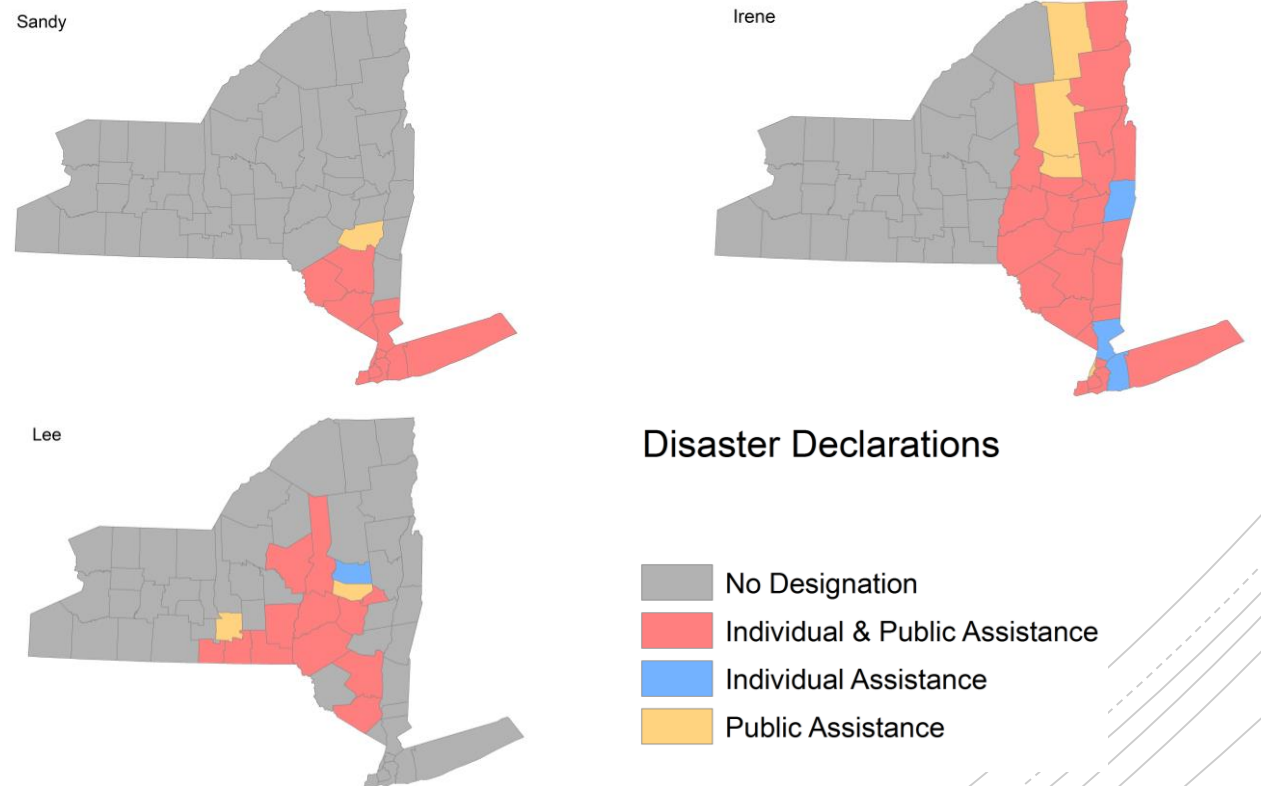 Sandy
Irene
Lee
Disaster Declarations
No Designation
Individual & Public Assistance
Individual Assistance
Public Assistance